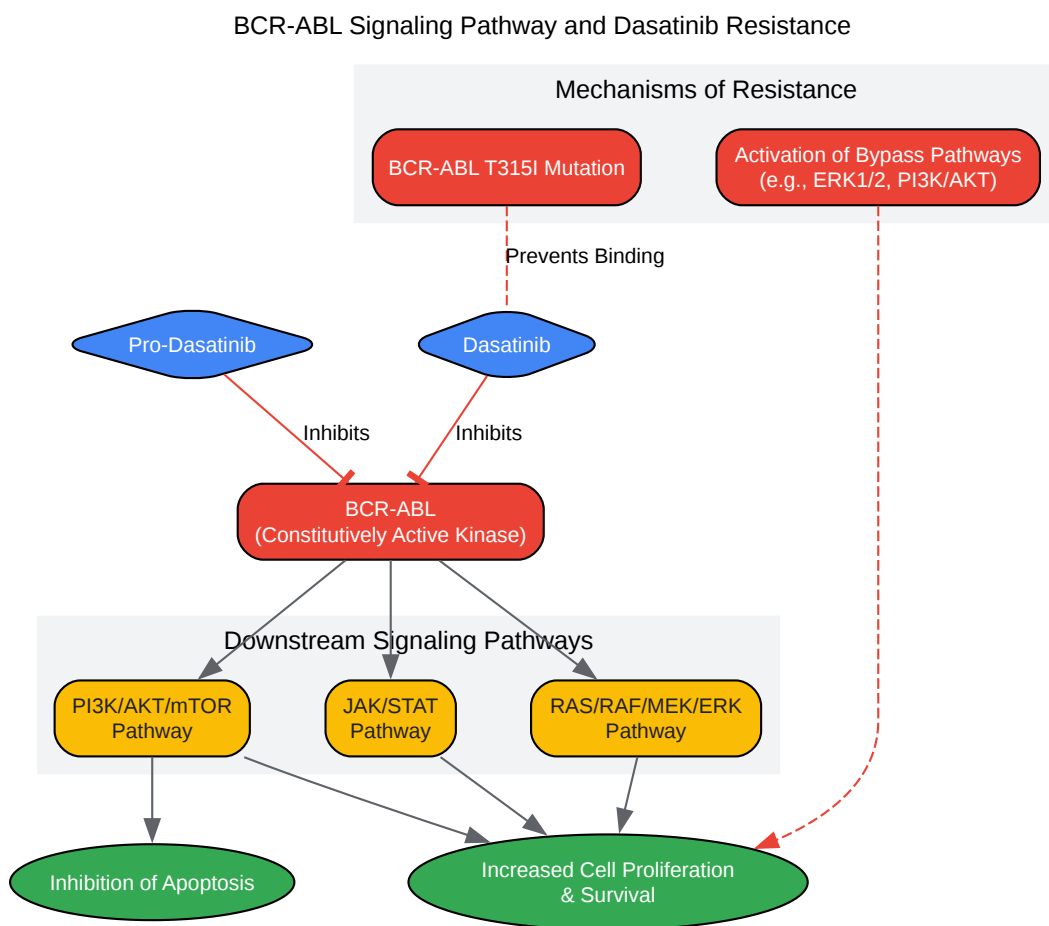 BCR-ABL Signaling Pathway and Dasatinib Resistance
Mechanisms of Resistance
BCR-ABL T315I Mutation
Activation of Bypass Pathways
(e.g., ERK1/2, PI3K/AKT)
Prevents Binding
Pro-Dasatinib
Dasatinib
Inhibits
Inhibits
BCR-ABL
(Constitutively Active Kinase)
Downstream Signaling Pathways
PI3K/AKT/mTOR
Pathway
JAK/STAT
Pathway
RAS/RAF/MEK/ERK
Pathway
Inhibition of Apoptosis
Increased Cell Proliferation
& Survival